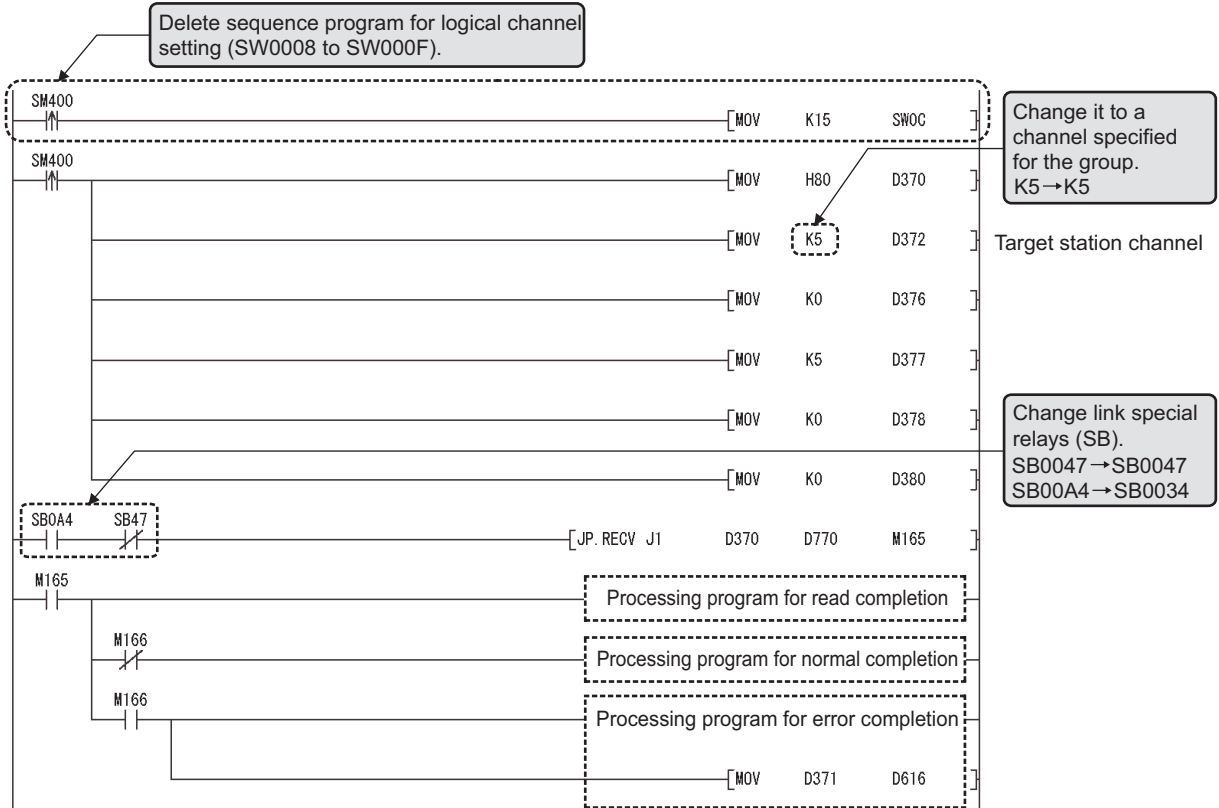 Delete sequence program for logical channel
setting (SW0008 to SW000F).
SM400
[MOV K15 SW0C ]
SM400
[MOV H80 D370 ]
Change it to a
channel specified
for the group.
K5→K5
[MOV K5 D372 ] Target station channel
[MOV K0 D376 ]
[MOV K5 D377 ]
[MOV K0 D378 ]
Change link special
relays (SB).
SB0047→SB0047
SB00A4→SB0034
[MOV K0 D380 ]
SB0A4 SB47
[JP.RECV J1 D370 D770 M165 ]
M165
Processing program for read completion
M166
Processing program for normal completion
M166
Processing program for error completion
[MOV D371 D616 ]